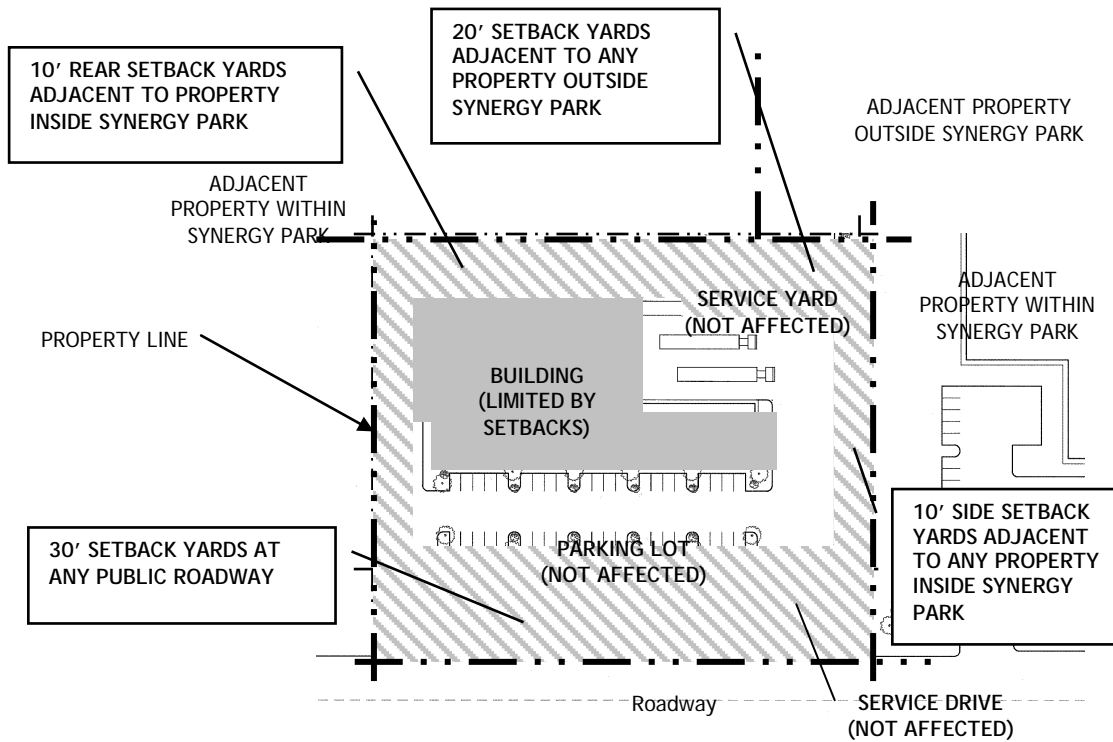 20' SETBACK YARDS
ADJACENT TO ANY
PROPERTY OUTSIDE
SYNERGY PARK
10' REAR SETBACK YARDS
ADJACENT TO PROPERTY
INSIDE SYNERGY PARK
ADJACENT PROPERTY
OUTSIDE SYNERGY PARK
ADJACENT
PROPERTY WITHIN
SYNERGY PARK
ADJACENT
PROPERTY WITHIN
SYNERGY PARK
SERVICE YARD
(NOT AFFECTED)
PROPERTY LINE
BUILDING
(LIMITED BY
SETBACKS)
10' SIDE SETBACK
YARDS ADJACENT
TO ANY PROPERTY
INSIDE SYNERGY
PARK
30' SETBACK YARDS AT
ANY PUBLIC ROADWAY
PARKING LOT
(NOT AFFECTED)
Roadway
SERVICE DRIVE
(NOT AFFECTED)